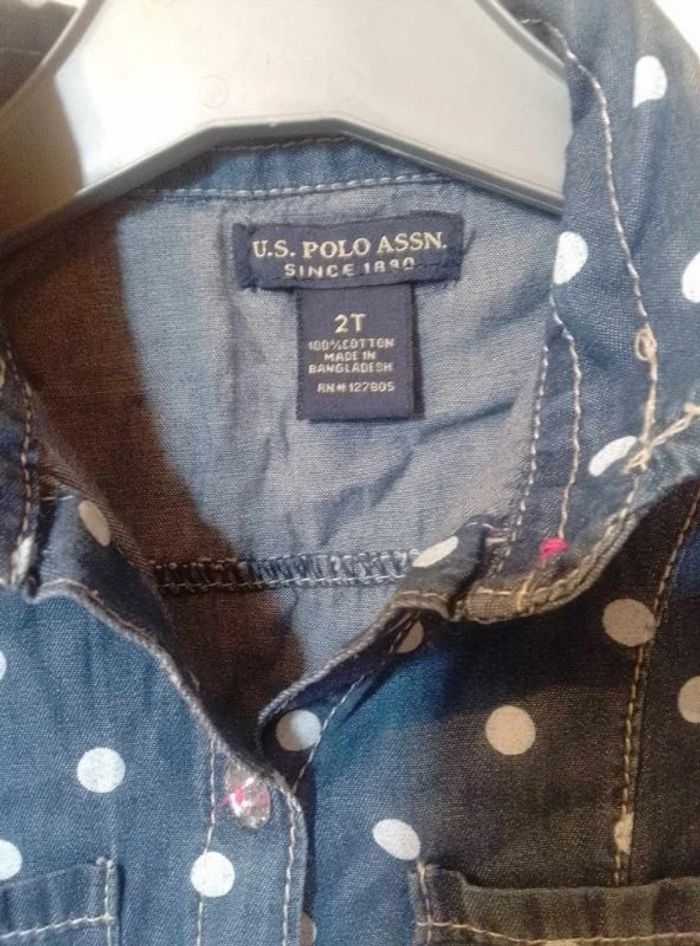 U.S. POLO ASSN.
SINCE 1890
2T
100% COTTON
MADE IN
BANGLADESH
RN# 127805